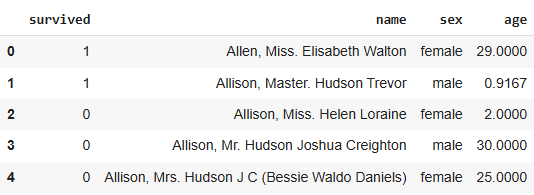 survived name sex age
0 1 Allen, Miss. Elisabeth Walton female 29.0000
1 1 Allison, Master. Hudson Trevor male 0.9167
2 0 Allison, Miss. Helen Loraine female 2.0000
3 0 Allison, Mr. Hudson Joshua Creighton male 30.0000
4 0 Allison, Mrs. Hudson J C (Bessie Waldo Daniels) female 25.0000